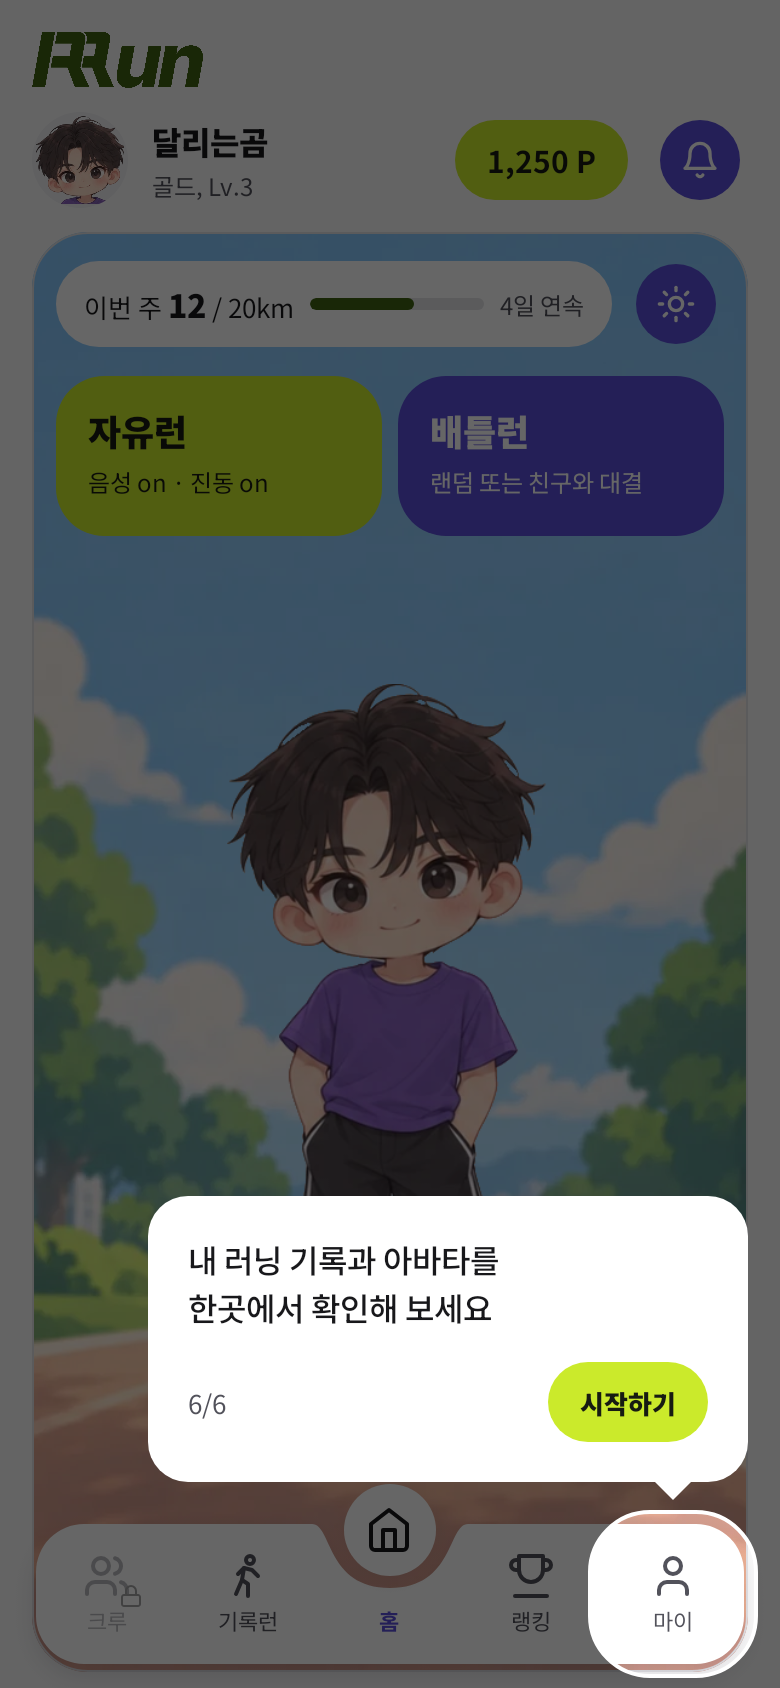 RRun
달리는곰
골드, Lv.3
1,250 P
이번 주 12 / 20km
4일 연속
자유런
음성 on · 진동 on
배틀런
랜덤 또는 친구와 대결
내 러닝 기록과 아바타를
한곳에서 확인해 보세요
6/6
시작하기
크루
기록런
홈
랭킹
마이